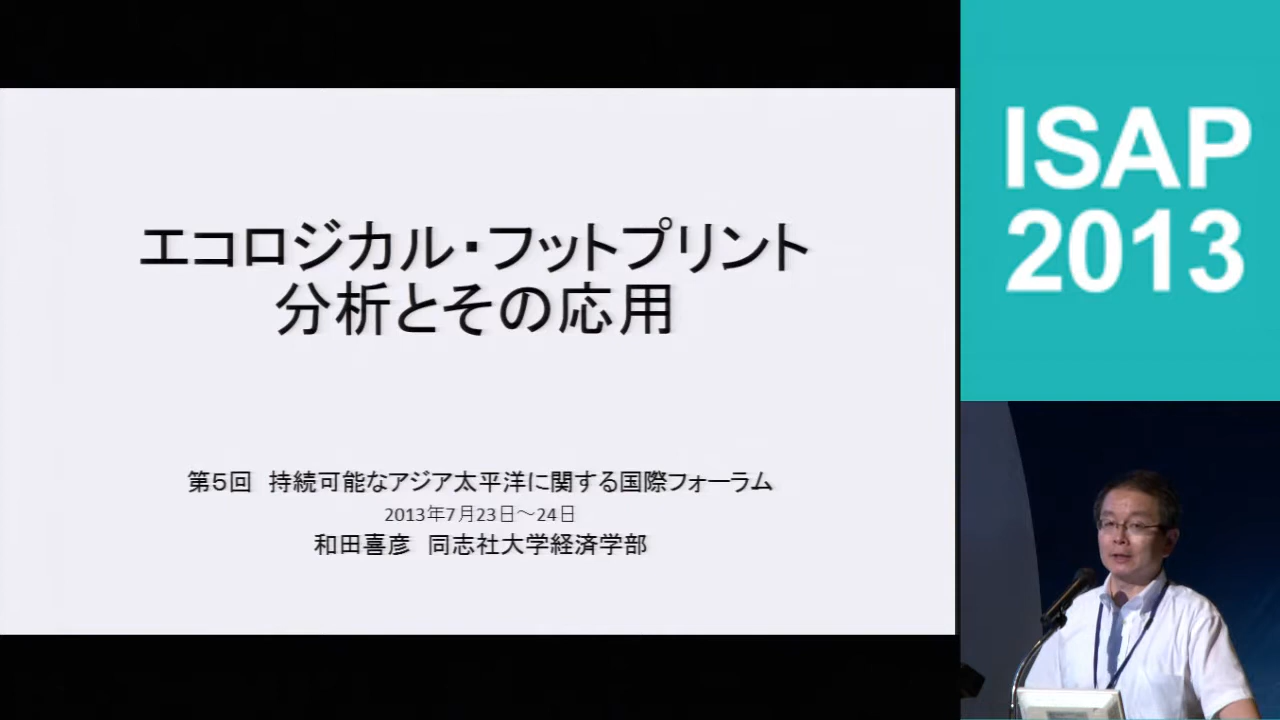 エコロジカル・フットプリント
分析とその応用
第5回　持続可能なアジア太平洋に関する国際フォーラム
2013年7月23日～24日
和田喜彦　同志社大学経済学部
ISAP
2013